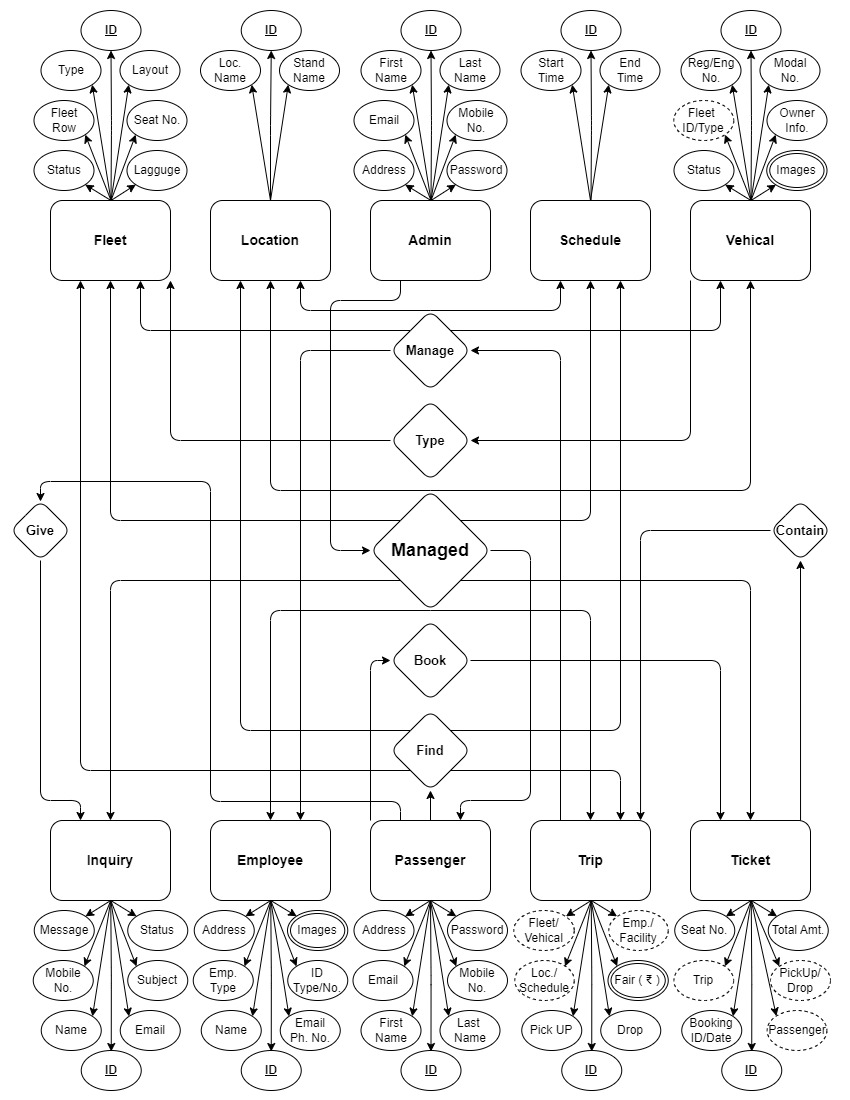 ID
ID
ID
ID
ID
Type
Layout
Loc.
Name
Stand
Name
First
Name
Last
Name
Start
Time
End
Time
Reg/Eng
No.
Modal
No.
Fleet
Row
Seat No.
Email
Mobile
No.
Fleet
ID/Type
Owner
Info.
Status
Lagguge
Address
Password
Status
Images
Fleet
Location
Admin
Schedule
Vehical
Manage
Type
Give
Managed
Contain
Book
Find
Inquiry
Employee
Passenger
Trip
Ticket
Message
Status
Address
Images
Address
Password
Fleet/
Vehical
Emp./
Facility
Seat No.
Total Amt.
Mobile
No.
Subject
Emp.
Type
ID
Type/No.
Email
Mobile
No.
Loc./
Schedule
Fair ( ₹ )
Trip
PickUp/
Drop
Name
Email
Name
Email
Ph. No.
First
Name
Last
Name
Pick UP
Drop
Booking
ID/Date
Passenger
ID
ID
ID
ID
ID